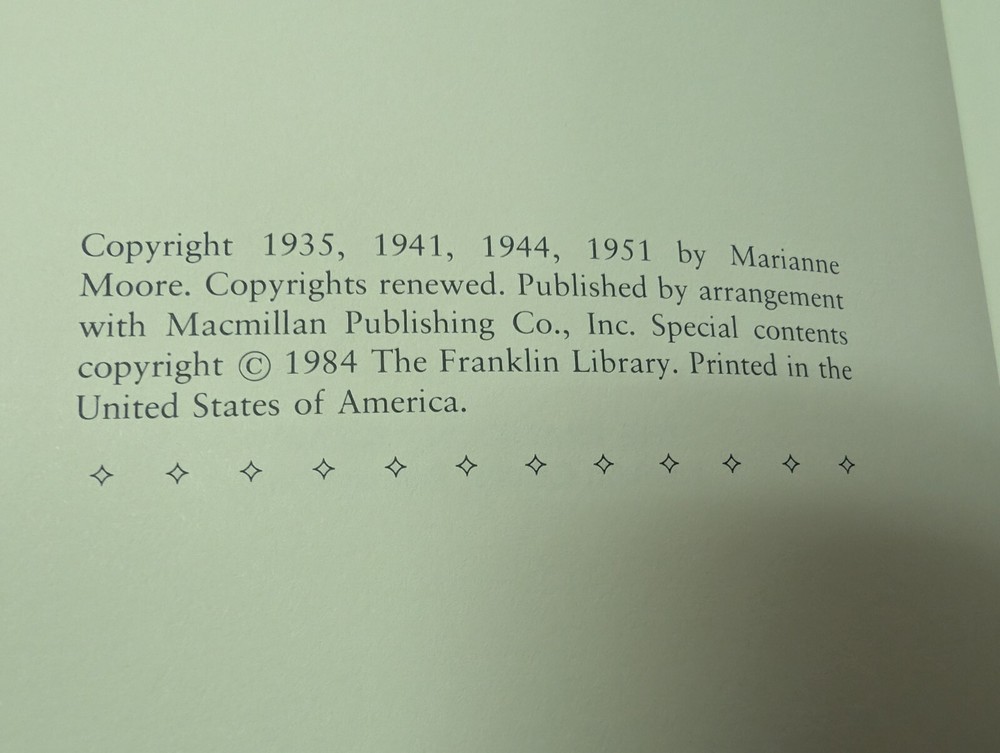 Copyright 1935, 1941, 1944, 1951 by Marianne
Moore. Copyrights renewed. Published by arrangement
with Macmillan Publishing Co., Inc. Special contents
copyright © 1984 The Franklin Library. Printed in the
United States of America.